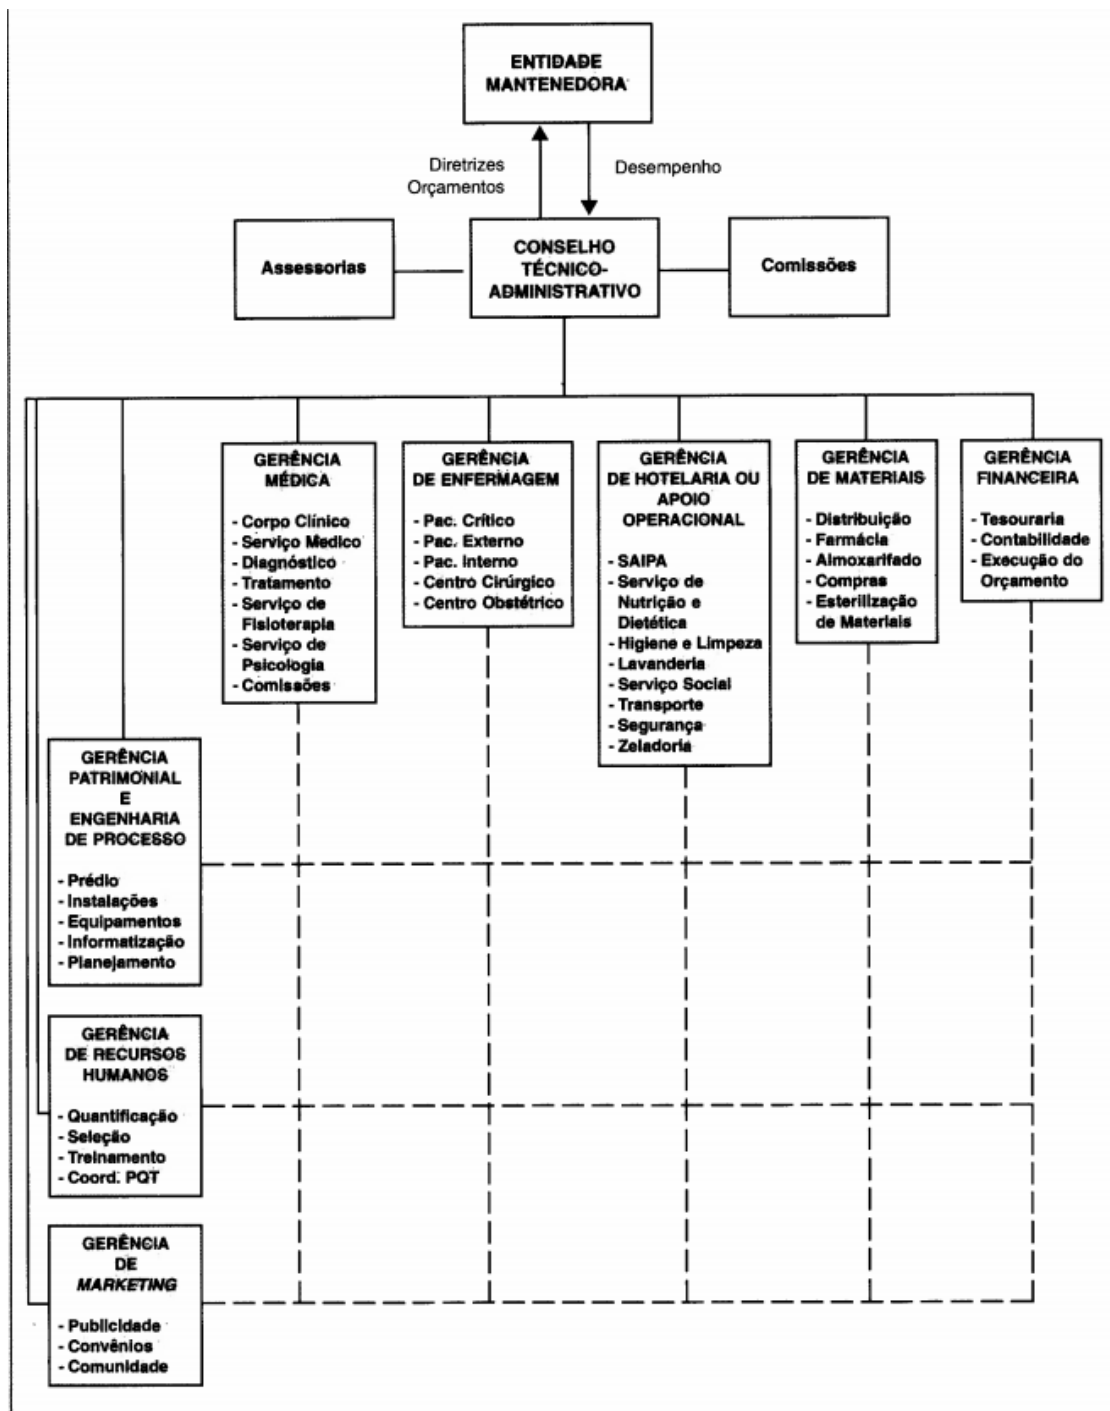 ENTIDADE
MANTENEDORA
Diretrizes
Orçamentos
Desempenho
Assessorias
CONSELHO
TÉCNICO-
ADMINISTRATIVO
Comissões
GERÊNCIA
MÉDICA
- Corpo Clínico
- Serviço Medico
- Diagnóstico
- Tratamento
- Serviço de
Fisioterapia
- Serviço de
Psicologia
- Comissões
GERÊNCIA
DE ENFERMAGEM
- Pac. Crítico
- Pac. Externo
- Pac. Interno
- Centro Cirúrgico
- Centro Obstétrico
GERÊNCIA
DE HOTELARIA OU
APOIO
OPERACIONAL
- SAIPA
- Serviço de
Nutrição e
Dietética
- Higiene e Limpeza
- Lavanderia
- Serviço Social
- Transporte
- Segurança
- Zeladoria
GERÊNCIA
DE MATERIAIS
- Distribuição
- Farmácia
- Almoxarifado
- Compras
- Esterilização
de Materiais
GERÊNCIA
FINANCEIRA
- Tesouraria
- Contabilidade
- Execução do
Orçamento
GERÊNCIA
PATRIMONIAL
E
ENGENHARIA
DE PROCESSO
- Prédio
- Instalações
- Equipamentos
- Informatização
- Planejamento
GERÊNCIA
DE RECURSOS
HUMANOS
- Quantificação
- Seleção
- Treinamento
- Coord. PQT
GERÊNCIA
DE
MARKETING
- Publicidade
- Convênios
- Comunidade